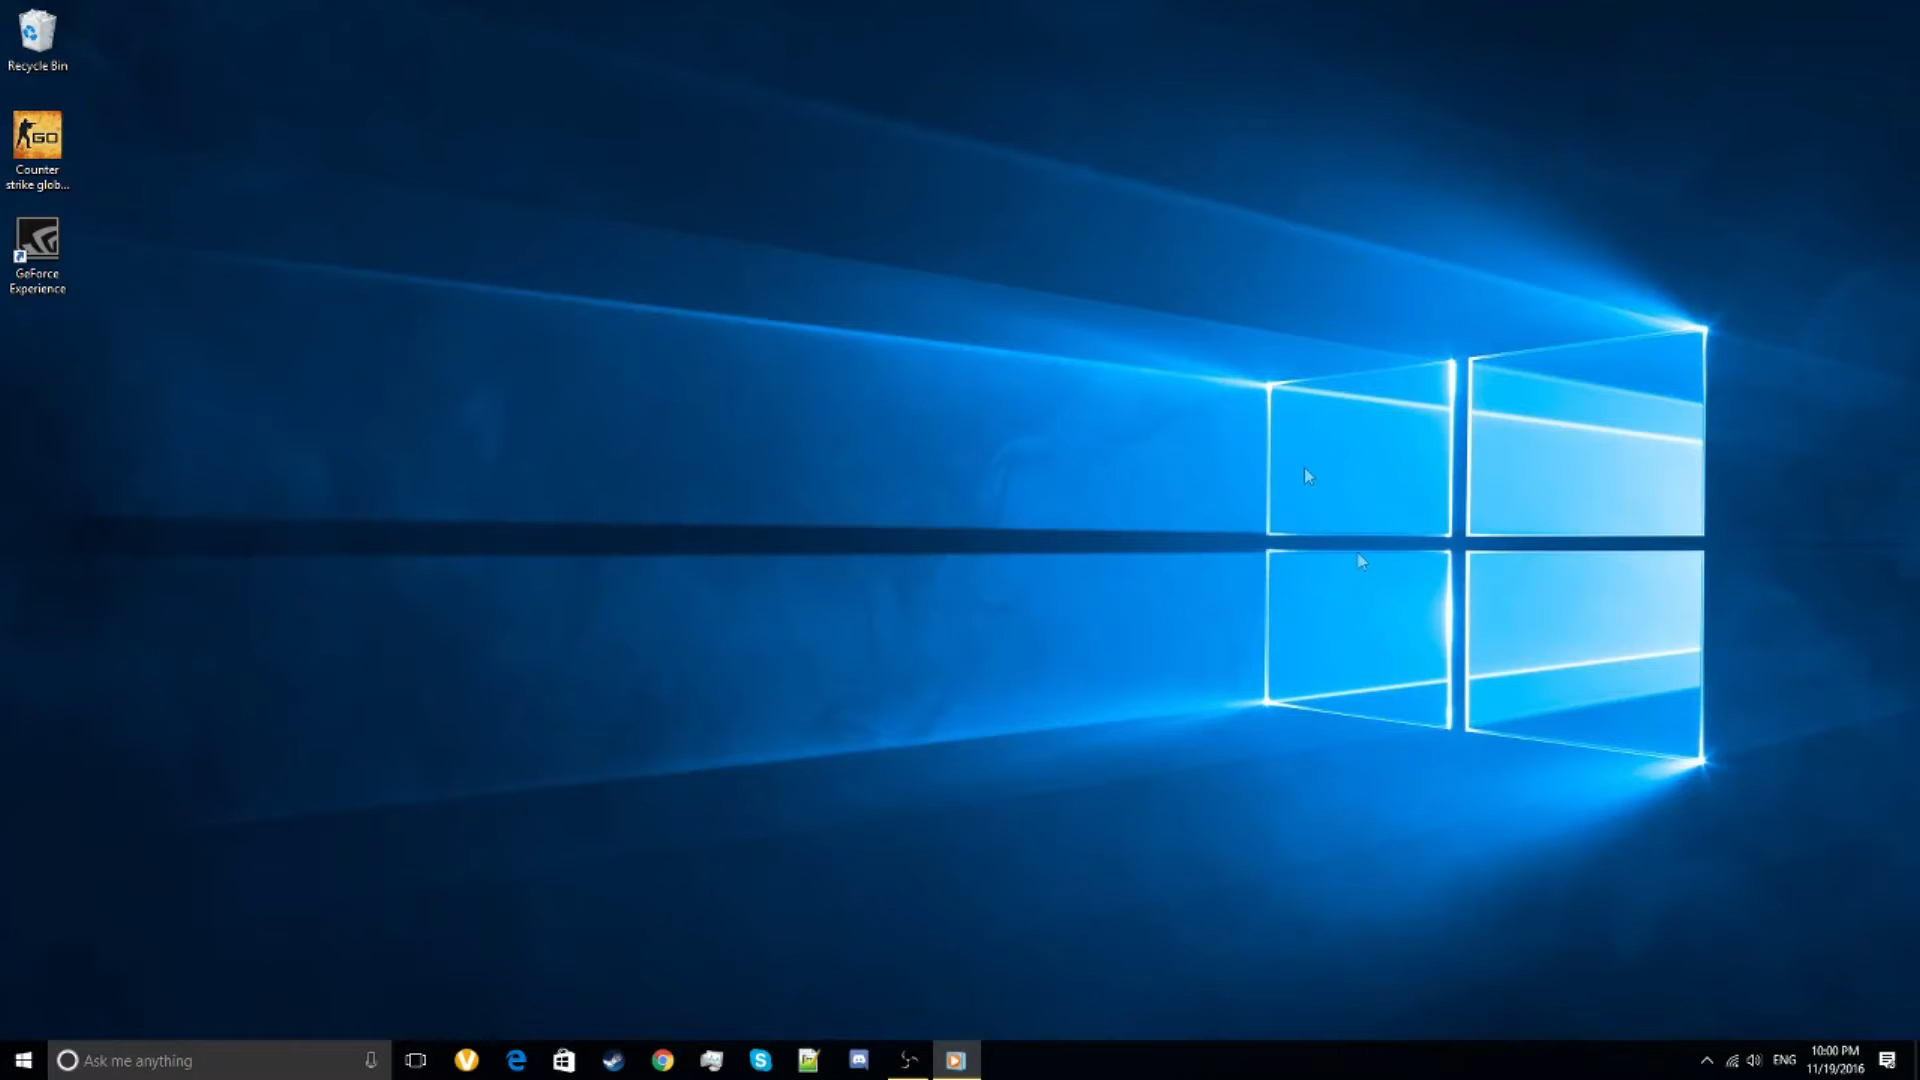 Recycle Bin
GO
Counter
strike glob...
GeForce
Experience
Ask me anything
ENG
10:00 PM
11/19/2016